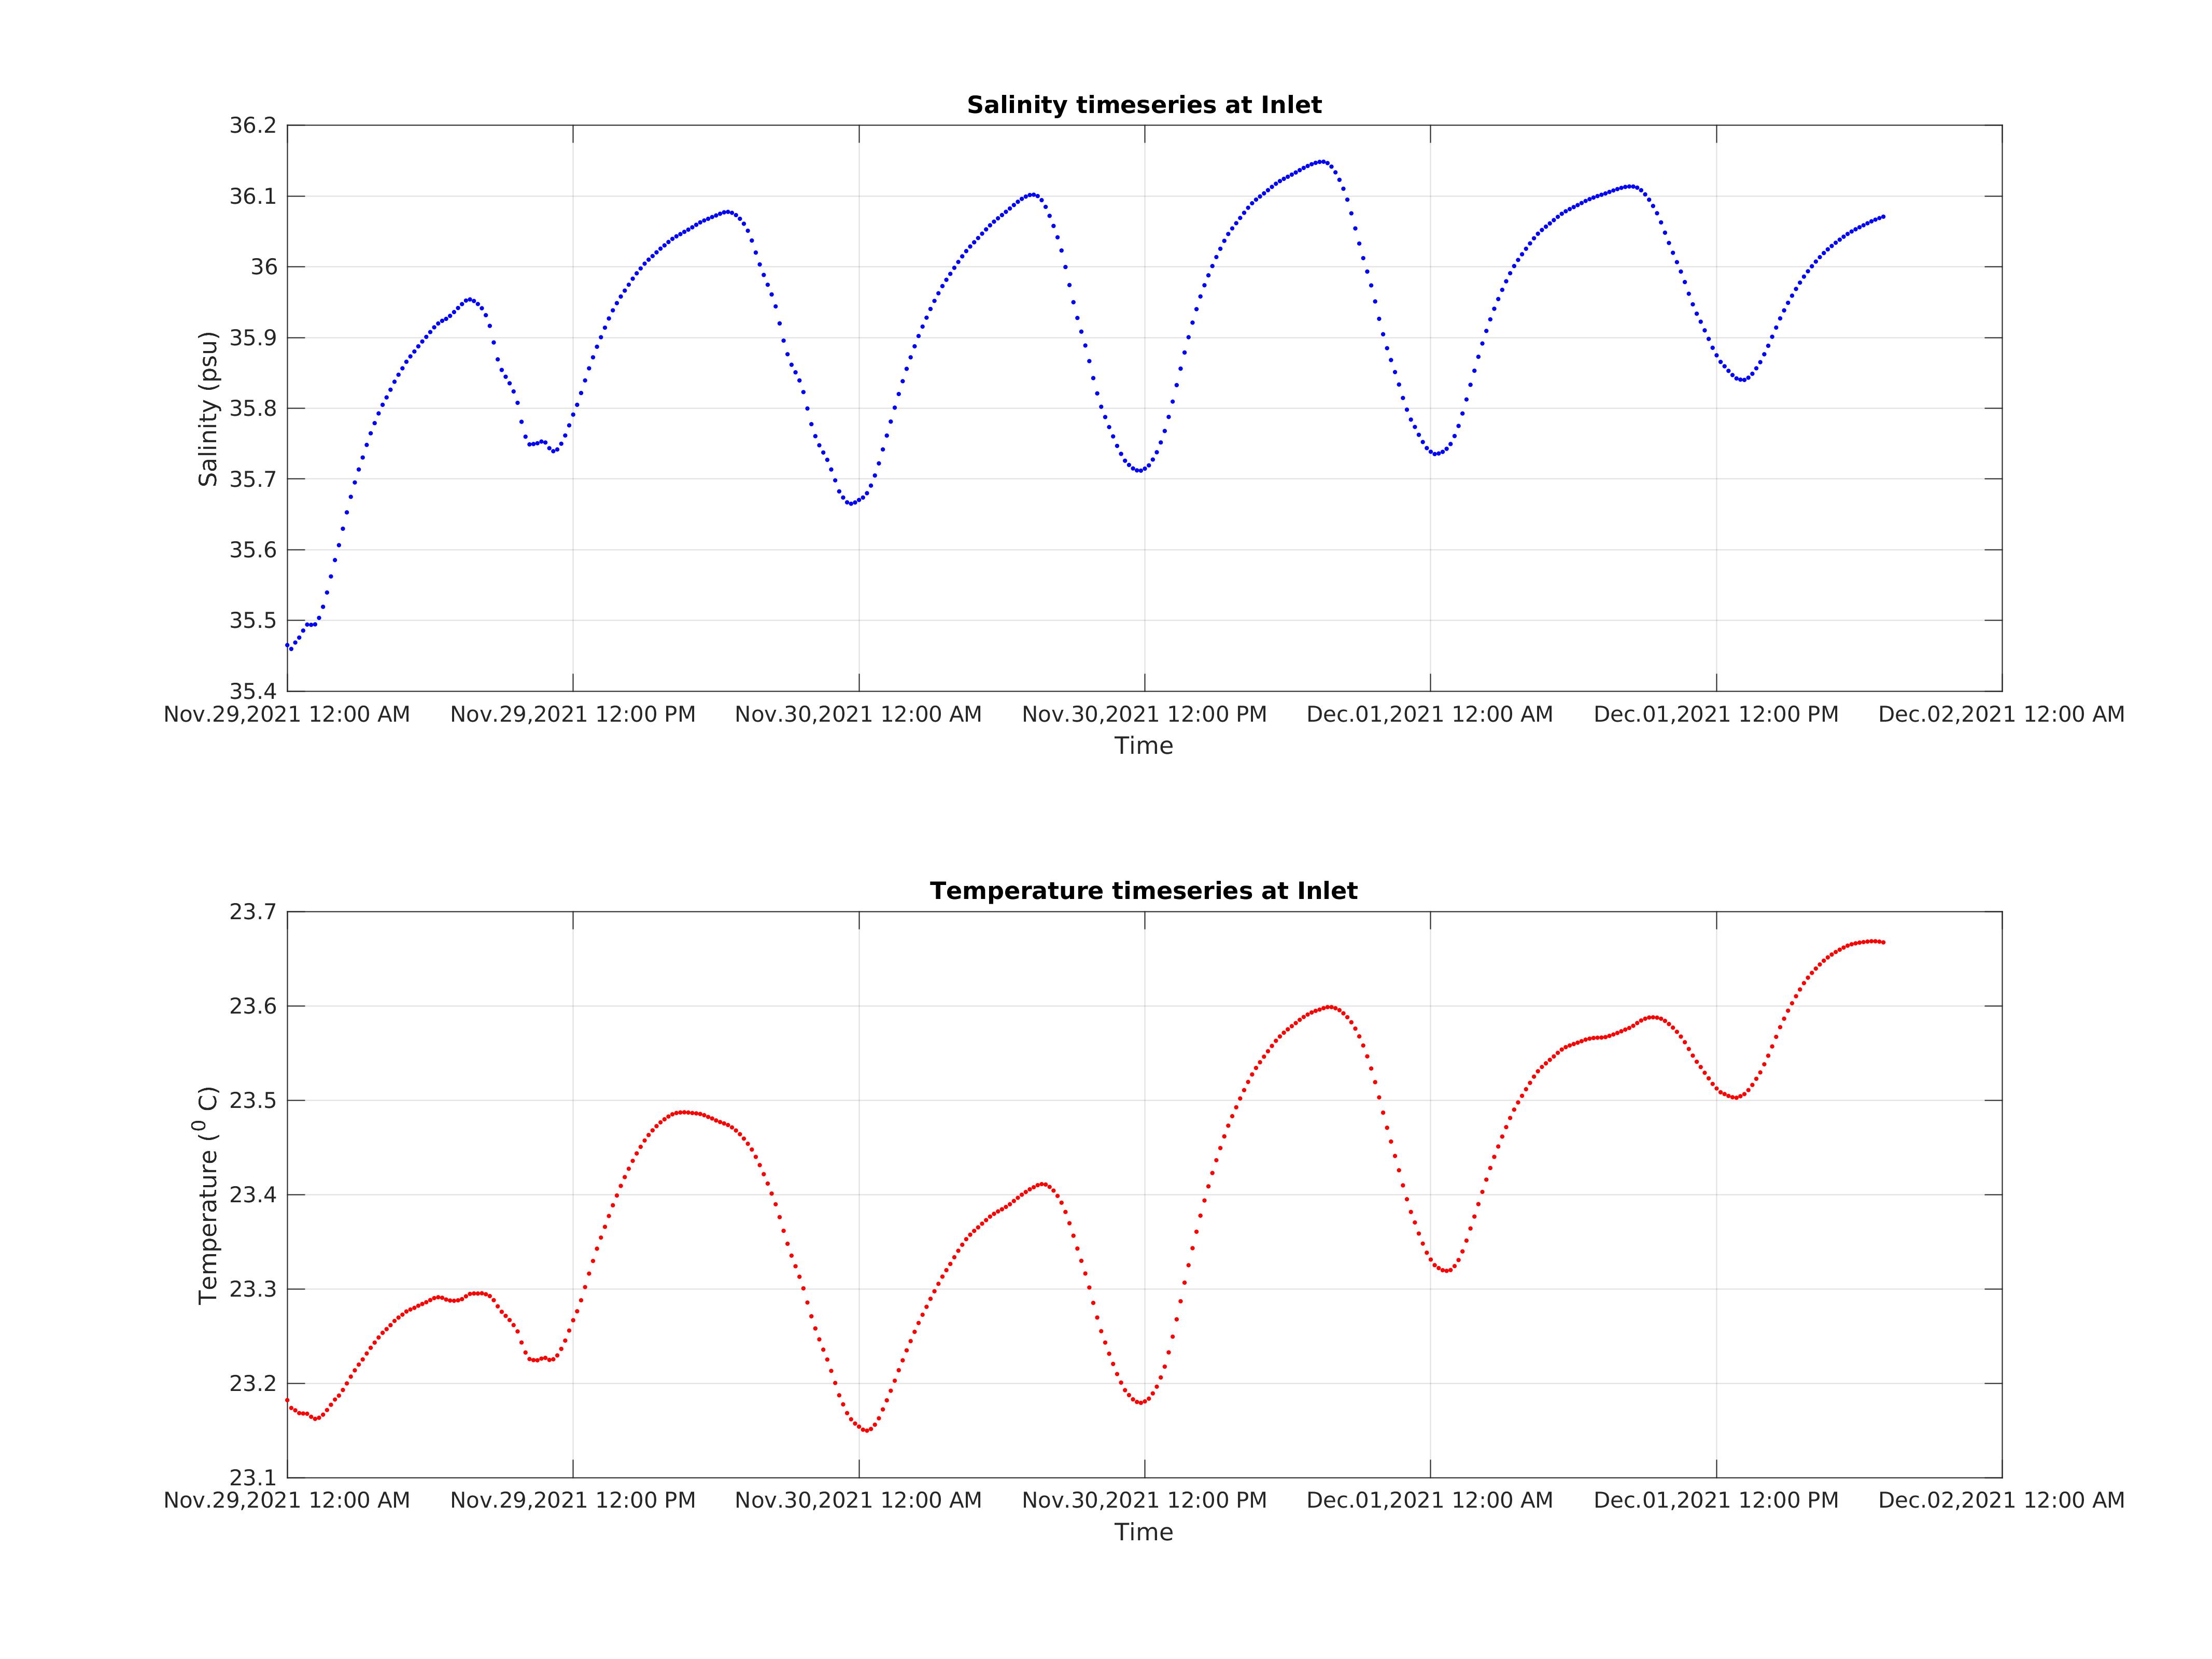 Salinity timeseries at Inlet
36.2
36.1
36
35.9
35.8
35.7
35.6
35.5
35.4
Salinity (psu)
Nov.29,2021 12:00 AM Nov.29,2021 12:00 PM Nov.30,2021 12:00 AM Nov.30,2021 12:00 PM Dec.01,2021 12:00 AM Dec.01,2021 12:00 PM Dec.02,2021 12:00 AM
Time
Temperature timeseries at Inlet
23.7
23.6
23.5
23.4
23.3
23.2
23.1
Temperature (⁰ C)
Nov.29,2021 12:00 AM Nov.29,2021 12:00 PM Nov.30,2021 12:00 AM Nov.30,2021 12:00 PM Dec.01,2021 12:00 AM Dec.01,2021 12:00 PM Dec.02,2021 12:00 AM
Time